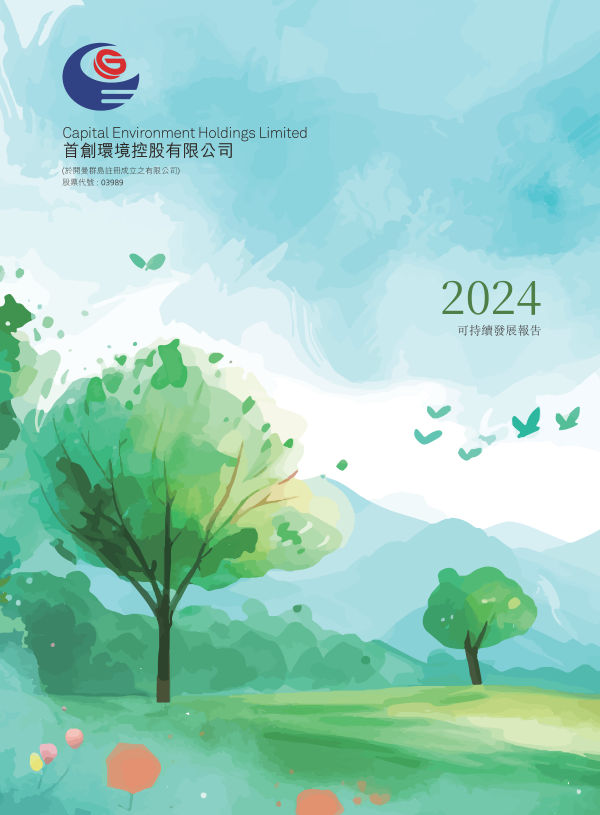 Capital Environment Holdings Limited
首創環境控股有限公司
(於開曼群島註冊成立之有限公司)
股票代號 : 03989
2024
可持續發展報告